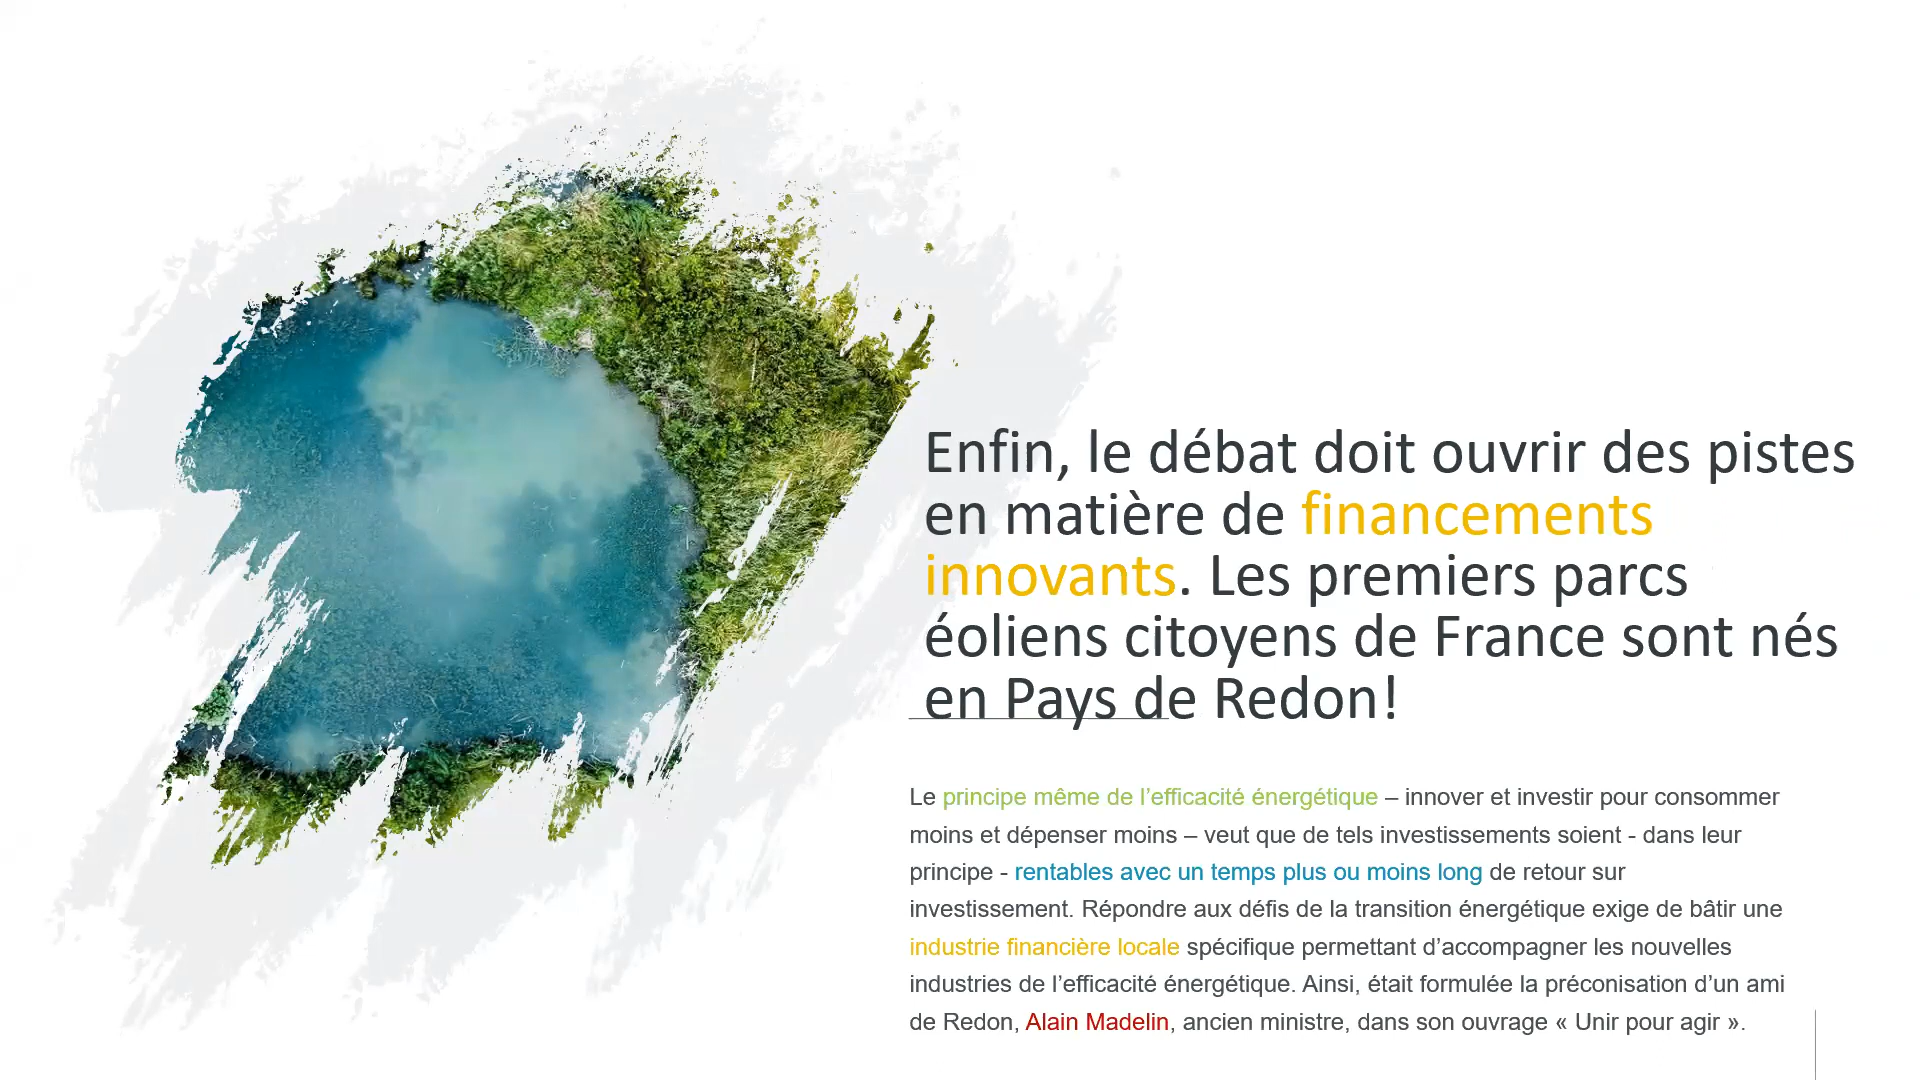 Enfin, le débat doit ouvrir des pistes
en matière de financements
innovants. Les premiers parcs
éoliens citoyens de France sont nés
en Pays de Redon!
Le principe même de l’efficacité énergétique – innover et investir pour consommer
moins et dépenser moins – veut que de tels investissements soient - dans leur
principe - rentables avec un temps plus ou moins long de retour sur
investissement. Répondre aux défis de la transition énergétique exige de bâtir une
industrie financière locale spécifique permettant d’accompagner les nouvelles
industries de l’efficacité énergétique. Ainsi, était formulée la préconisation d’un ami
de Redon, Alain Madelin, ancien ministre, dans son ouvrage « Unir pour agir ».